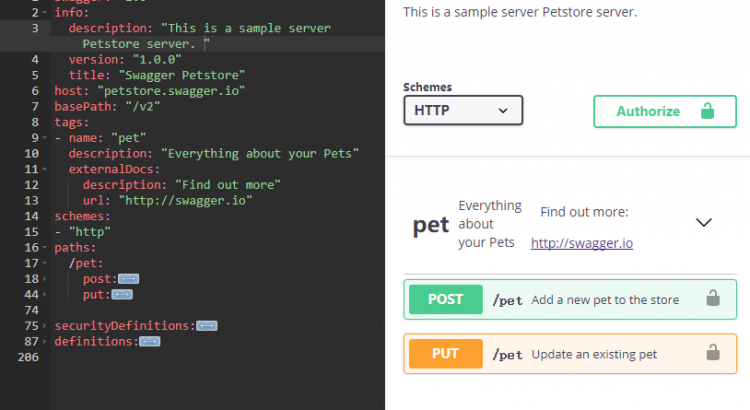 2 info:
3 description: "This is a sample server
Petstore server. "
4 version: "1.0.0"
5 title: "Swagger Petstore"
6 host: "petstore.swagger.io"
7 basePath: "/v2"
8 tags:
9 - name: "pet"
10 description: "Everything about your Pets"
11 externalDocs:
12 description: "Find out more"
13 url: "http://swagger.io"
14 schemes:
15 - "http"
16 paths:
17 /pet:
18 post:
44 put:
74
75 securityDefinitions:
87 definitions:
206
This is a sample server Petstore server.
Schemes
HTTP
Authorize
pet
Everything
about
your Pets
Find out more:
http://swagger.io
POST /pet Add a new pet to the store
PUT /pet Update an existing pet